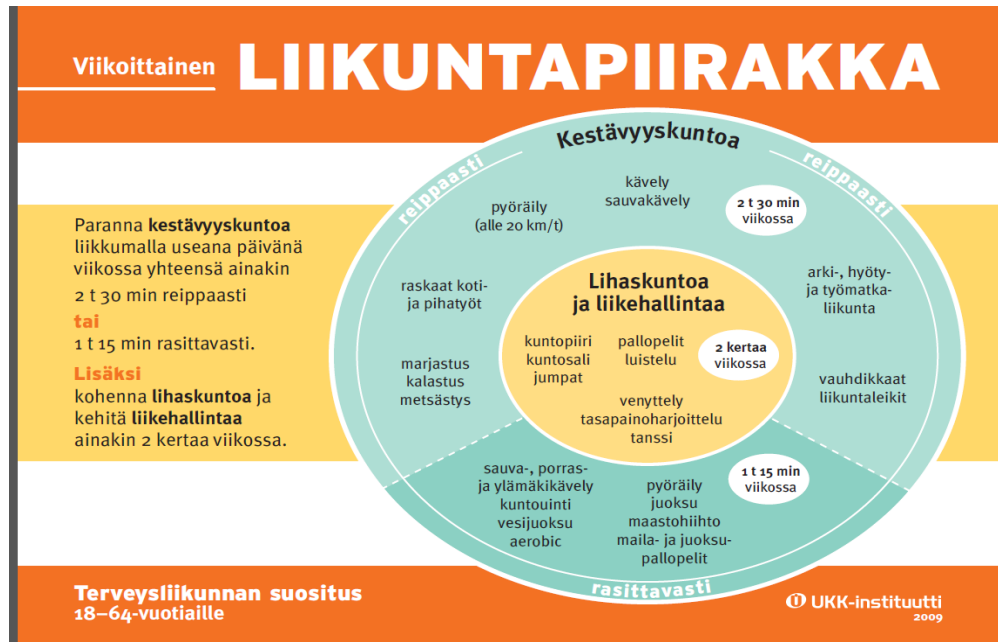 Viikoittainen LIIKUNTAPIIRAKKA
Paranna kestävyyskuntoa
liikkumalla useana päivänä
viikossa yhteensä ainakin
2 t 30 min reippaasti
tai
1 t 15 min rasittavasti.
Lisäksi
kohenna lihaskuntoa ja
kehitä liikehallintaa
ainakin 2 kertaa viikossa.
Kestävyyskuntoa
reippaasti
reippaasti
kävely
sauvakävely
2 t 30 min
viikossa
pyöräily
(alle 20 km/t)
arki-, hyöty-
ja työmatka-
liikunta
raskaat koti-
ja pihatyöt
marjastus
kalastus
metsästys
vauhdikkaat
liikuntaleikit
Lihaskuntoa
ja liikehallintaa
kuntopiiri
kuntosali
jumpat
pallopelit
luistelu
2 kertaa
viikossa
venyttely
tasapainoharjoittelu
tanssi
sauva-, porras-
ja ylämäkikävely
kuntouinti
vesijuoksu
aerobic
pyöräily
juoksu
maastohiihto
maila- ja juoksu-
pallopelit
1 t 15 min
viikossa
rasittavasti
Terveysliikunnan suositus
18–64-vuotiaille
UKK-instituutti
2009